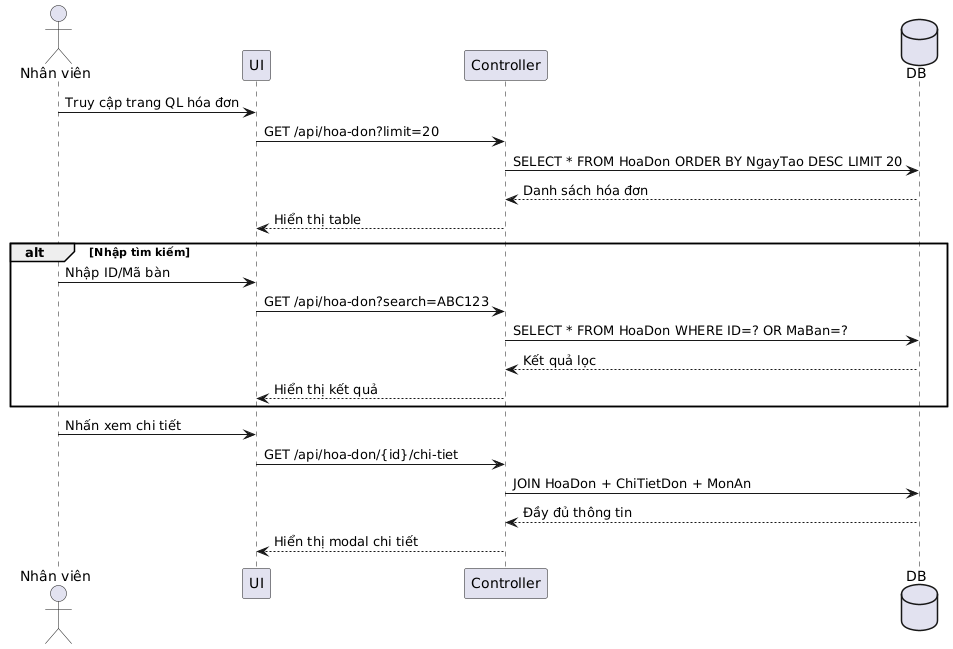 Nhân viên
UI
Controller
DB
Truy cập trang QL hóa đơn
GET /api/hoa-don?limit=20
SELECT * FROM HoaDon ORDER BY NgayTao DESC LIMIT 20
Danh sách hóa đơn
Hiển thị table
alt
[Nhập tìm kiếm]
Nhập ID/Mã bàn
GET /api/hoa-don?search=ABC123
SELECT * FROM HoaDon WHERE ID=? OR MaBan=?
Kết quả lọc
Hiển thị kết quả
Nhấn xem chi tiết
GET /api/hoa-don/{id}/chi-tiet
JOIN HoaDon + ChiTietDon + MonAn
Đầy đủ thông tin
Hiển thị modal chi tiết
Nhân viên
UI
Controller
DB